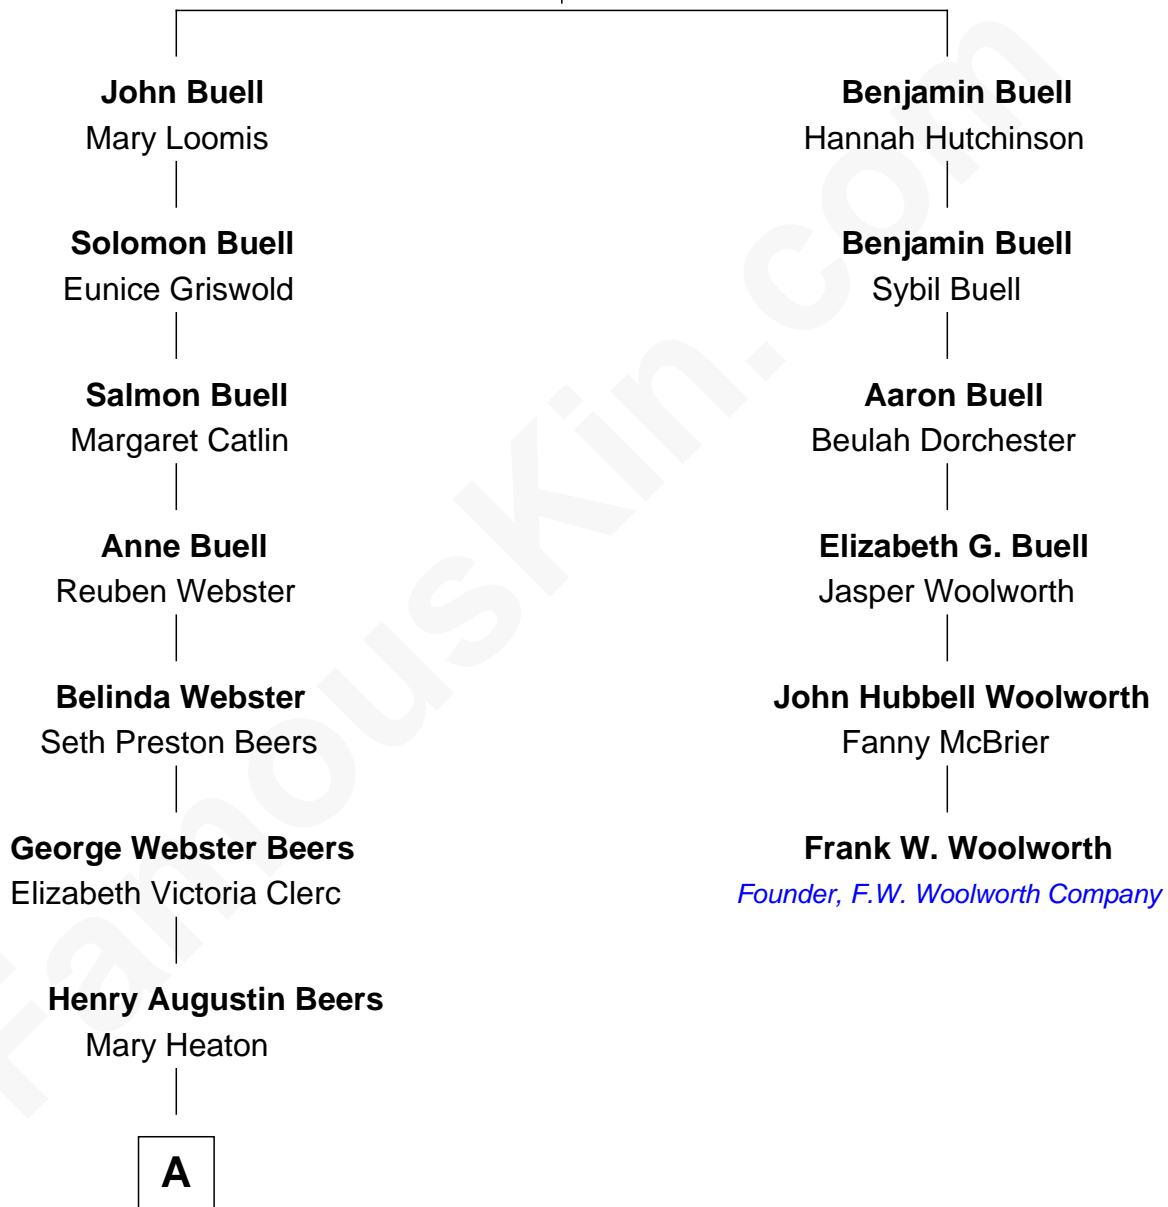 John Buell
Mary Loomis
Solomon Buell
Eunice Griswold
Salmon Buell
Margaret Catlin
Anne Buell
Reuben Webster
Belinda Webster
Seth Preston Beers
George Webster Beers
Elizabeth Victoria Clerc
Henry Augustin Beers
Mary Heaton
A
Benjamin Buell
Hannah Hutchinson
Benjamin Buell
Sybil Buell
Aaron Buell
Beulah Dorchester
Elizabeth G. Buell
Jasper Woolworth
John Hubbell Woolworth
Fanny McBrier
Frank W. Woolworth
Founder, F.W. Woolworth Company
FamousKin.com